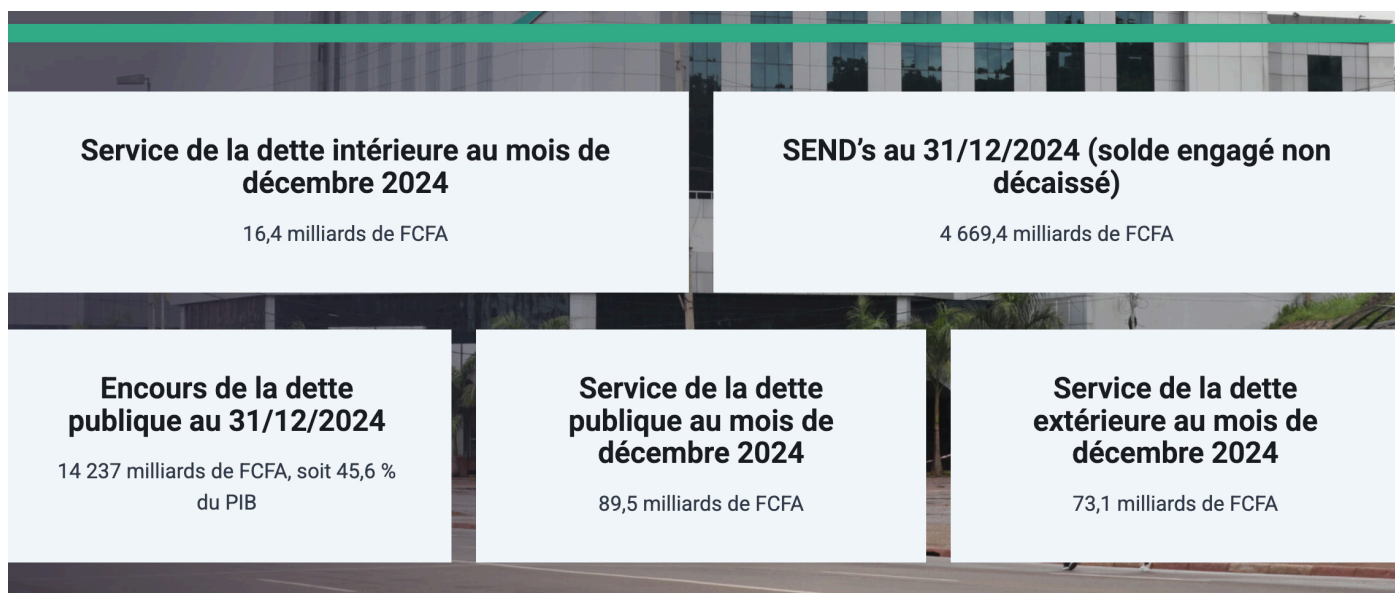 Service de la dette intérieure au mois de
décembre 2024
16,4 milliards de FCFA
SEND’s au 31/12/2024 (solde engagé non
décaissé)
4 669,4 milliards de FCFA
Encours de la dette
publique au 31/12/2024
14 237 milliards de FCFA, soit 45,6 %
du PIB
Service de la dette
publique au mois de
décembre 2024
89,5 milliards de FCFA
Service de la dette
extérieure au mois de
décembre 2024
73,1 milliards de FCFA